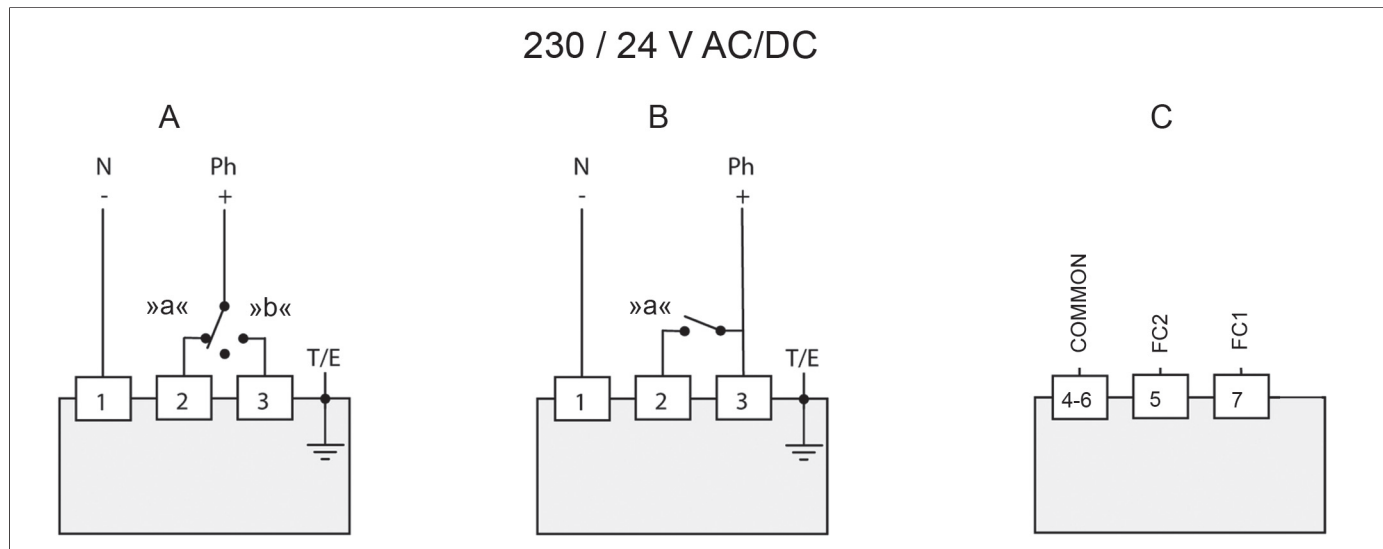 230 / 24 V AC/DC
A
N
-
Ph
+
»a«
»b«
T/E
1
2
3
B
N
-
Ph
+
»a«
T/E
1
2
3
C
COMMON
FC2
FC1
4-6
5
7